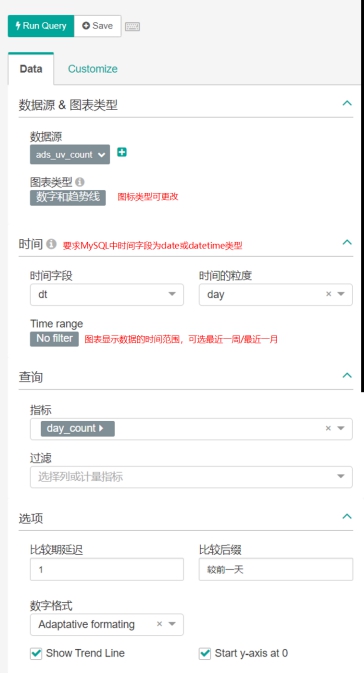 Run Query Save
Data Customize
数据源 & 图表类型
数据源
ads_uv_count
图表类型
数字和趋势线 图标类型可更改
时间 要求MySQL中时间字段为date或datetime类型
时间字段 时间的粒度
dt day
Time range
No filter 图表显示数据的时间范围，可选最近一周/最近一月
查询
指标
day_count
过滤
选择列或计量指标
选项
比较期延迟 比较后缀
1 较前一天
数字格式
Adaptative formating
Show Trend Line Start y-axis at 0